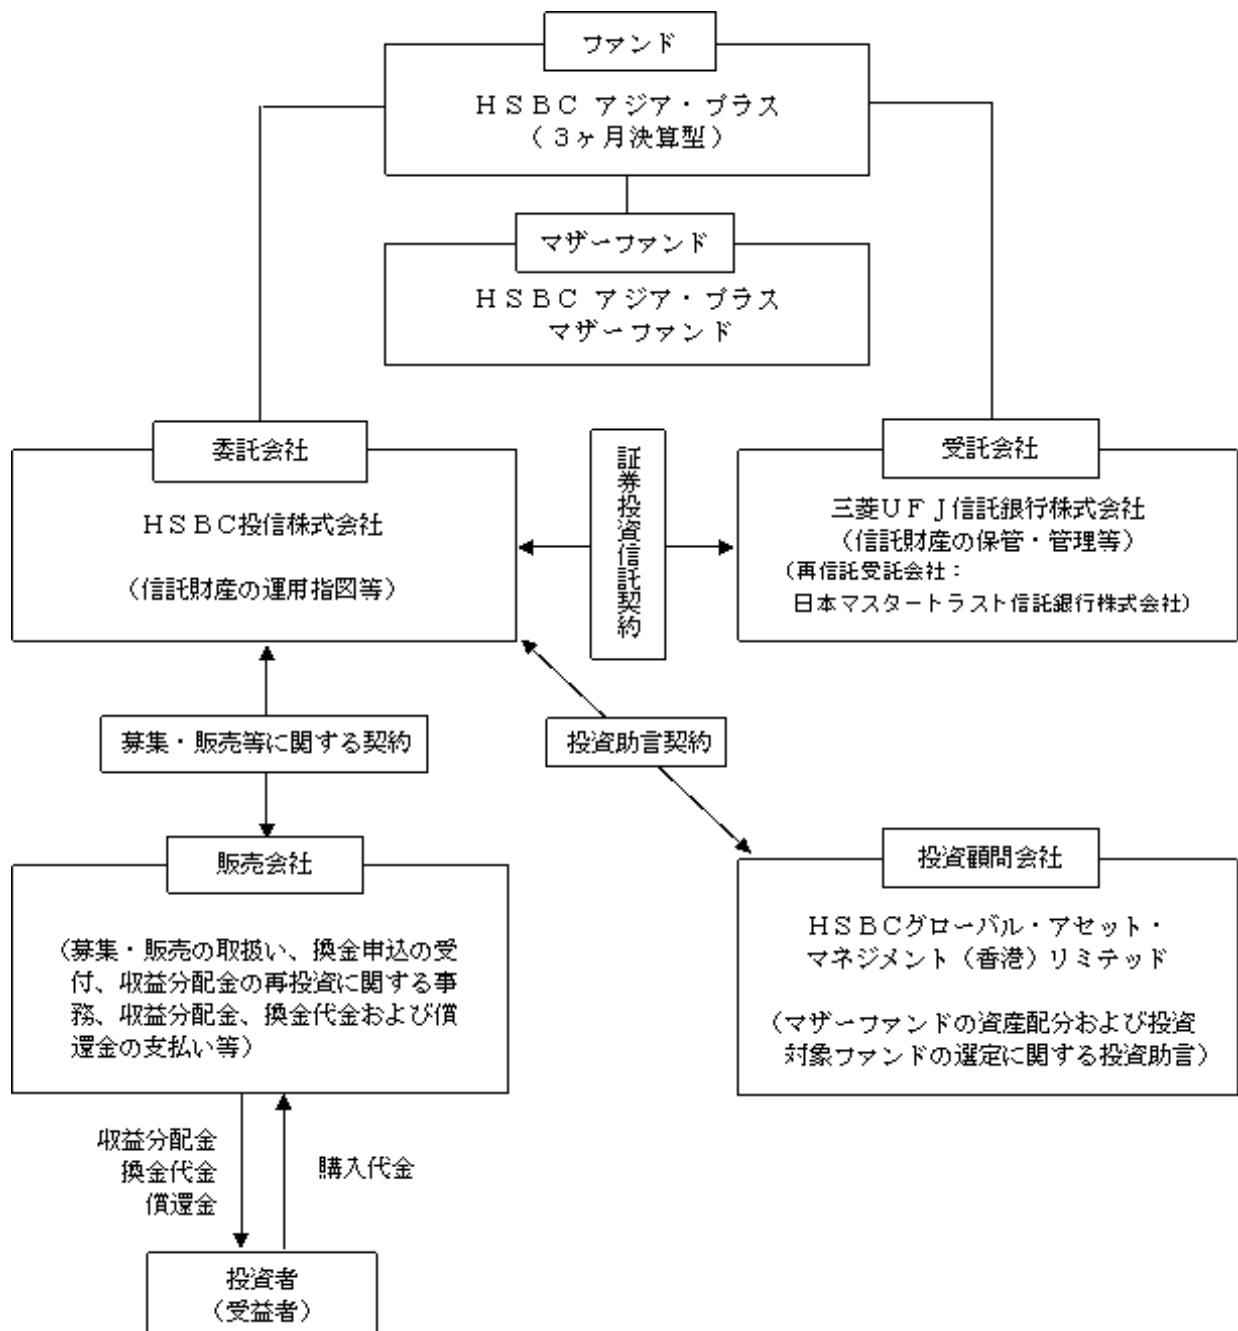 ファンド
ＨＳＢＣ アジア・プラス
（３ヶ月決算型）
マザーファンド
ＨＳＢＣ アジア・プラス
マザーファンド
委託会社
ＨＳＢＣ投信株式会社
（信託財産の運用指図等）
証券投資信託契約
受託会社
三菱ＵＦＪ信託銀行株式会社
（信託財産の保管・管理等）
（再信託受託会社：
日本マスタートラスト信託銀行株式会社）
募集・販売等に関する契約
投資助言契約
販売会社
（募集・販売の取扱い、換金申込の受
付、収益分配金の再投資に関する事
務、収益分配金、換金代金および償
還金の支払い等）
投資顧問会社
ＨＳＢＣグローバル・アセット・
マネジメント（香港）リミテッド
（マザーファンドの資産配分および投資
対象ファンドの選定に関する投資助言）
収益分配金
換金代金
償還金
購入代金
投資者
（受益者）